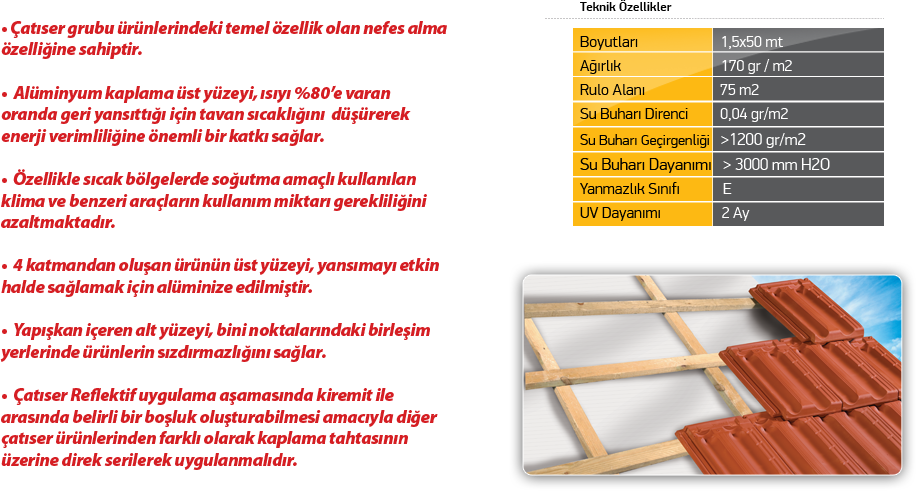 • Çatıser grubu ürünlerindeki temel özellik olan nefes alma
özelliğine sahiptir.
• Alüminyum kaplama üst yüzeyi, ısıyı %80’e varan
oranda geri yansıttığı için tavan sıcaklığını düşürerek
enerji verimliliğine önemli bir katkı sağlar.
• Özellikle sıcak bölgelerde soğutma amaçlı kullanılan
klima ve benzeri araçların kullanım miktarı gerekliliğini
azaltmaktadır.
• 4 katmandan oluşan ürünün üst yüzeyi, yansımayı etkin
halde sağlamak için alüminize edilmiştir.
• Yapışkan içeren alt yüzeyi, bini noktalarındaki birleşim
yerlerinde ürünlerin sızdırmazlığını sağlar.
• Çatıser Reflektif uygulama aşamasında kiremit ile
arasında belirli bir boşluk oluşturabilmesi amacıyla diğer
çatıser ürünlerinden farklı olarak kaplama tahtasının
üzerine direk serilerek uygulanmalıdır.
Teknik Özellikler
Boyutları 1,5x50 mt
Ağırlık 170 gr / m2
Rulo Alanı 75 m2
Su Buharı Direnci 0,04 gr/m2
Su Buharı Geçirgenliği >1200 gr/m2
Su Buharı Dayanımı > 3000 mm H2O
Yanmazlık Sınıfı E
UV Dayanımı 2 Ay